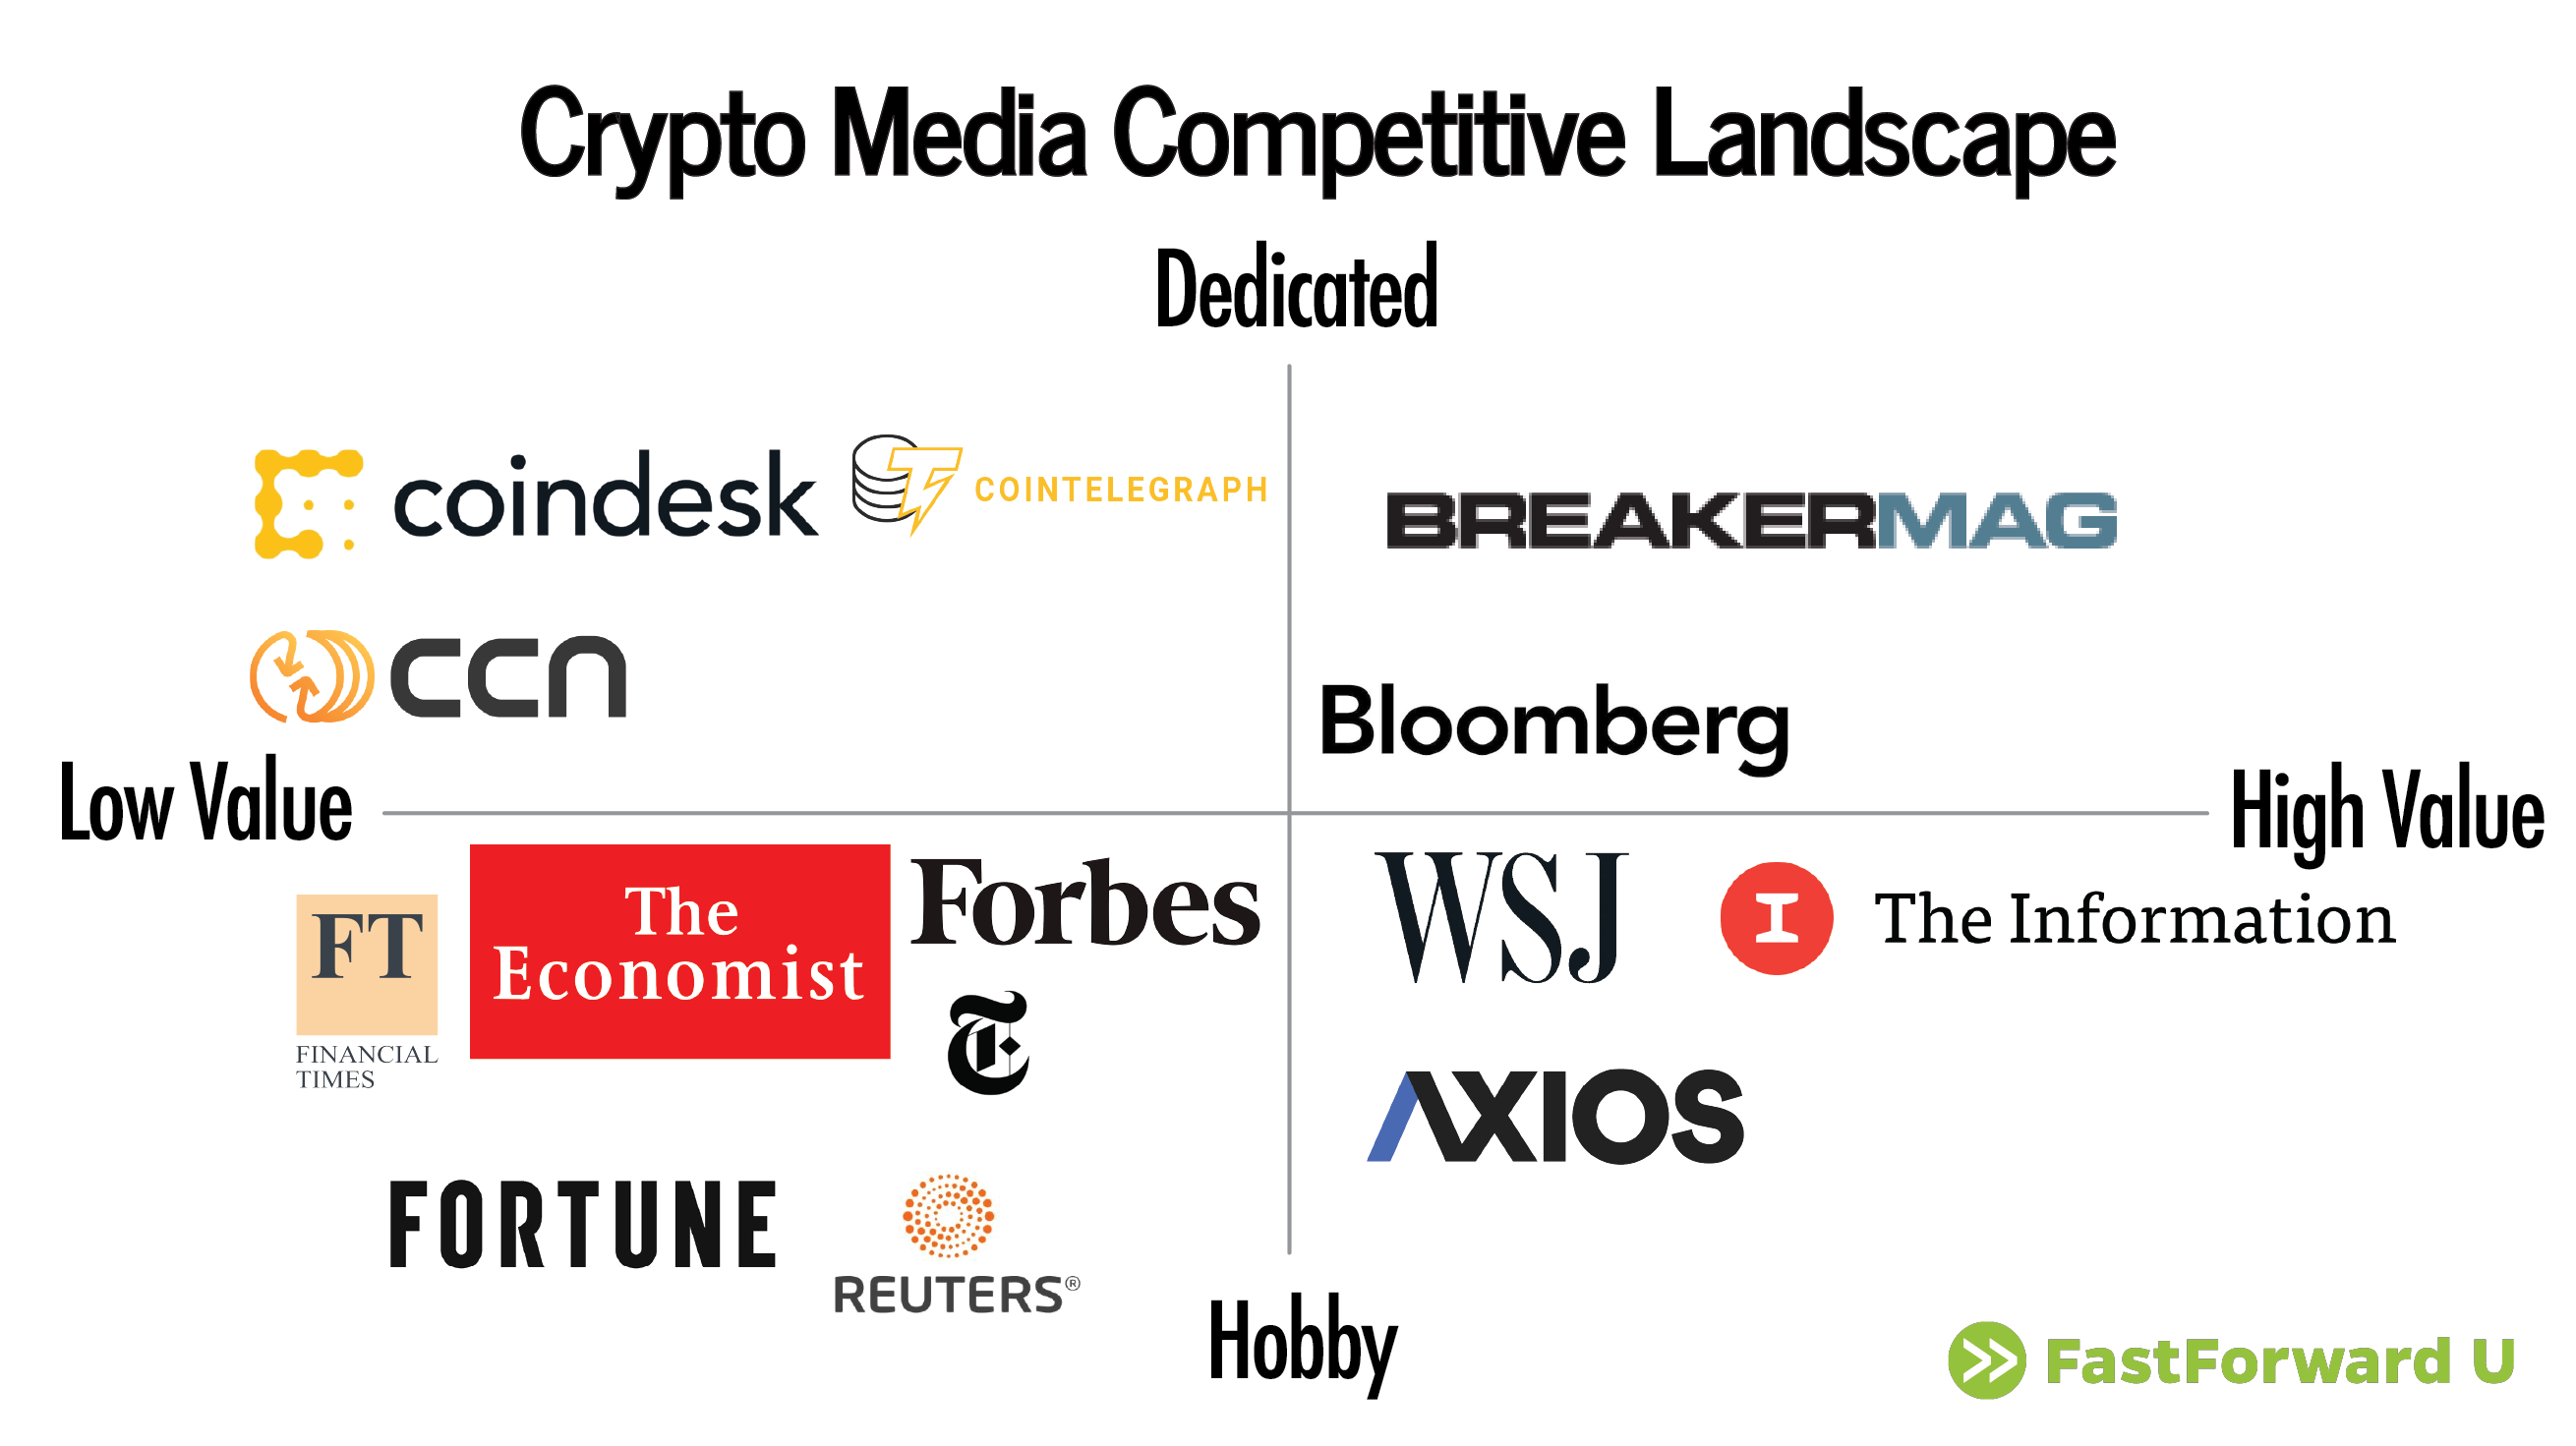 Crypto Media Competitive Landscape
Dedicated
coindesk
COINTELEGRAPH
BREAKERMAG
ccn
Bloomberg
Low Value
High Value
FT
FINANCIAL
TIMES
The
Economist
Forbes
T
WSJ
I
The Information
AXIOS
FORTUNE
REUTERS®
Hobby
FastForward U